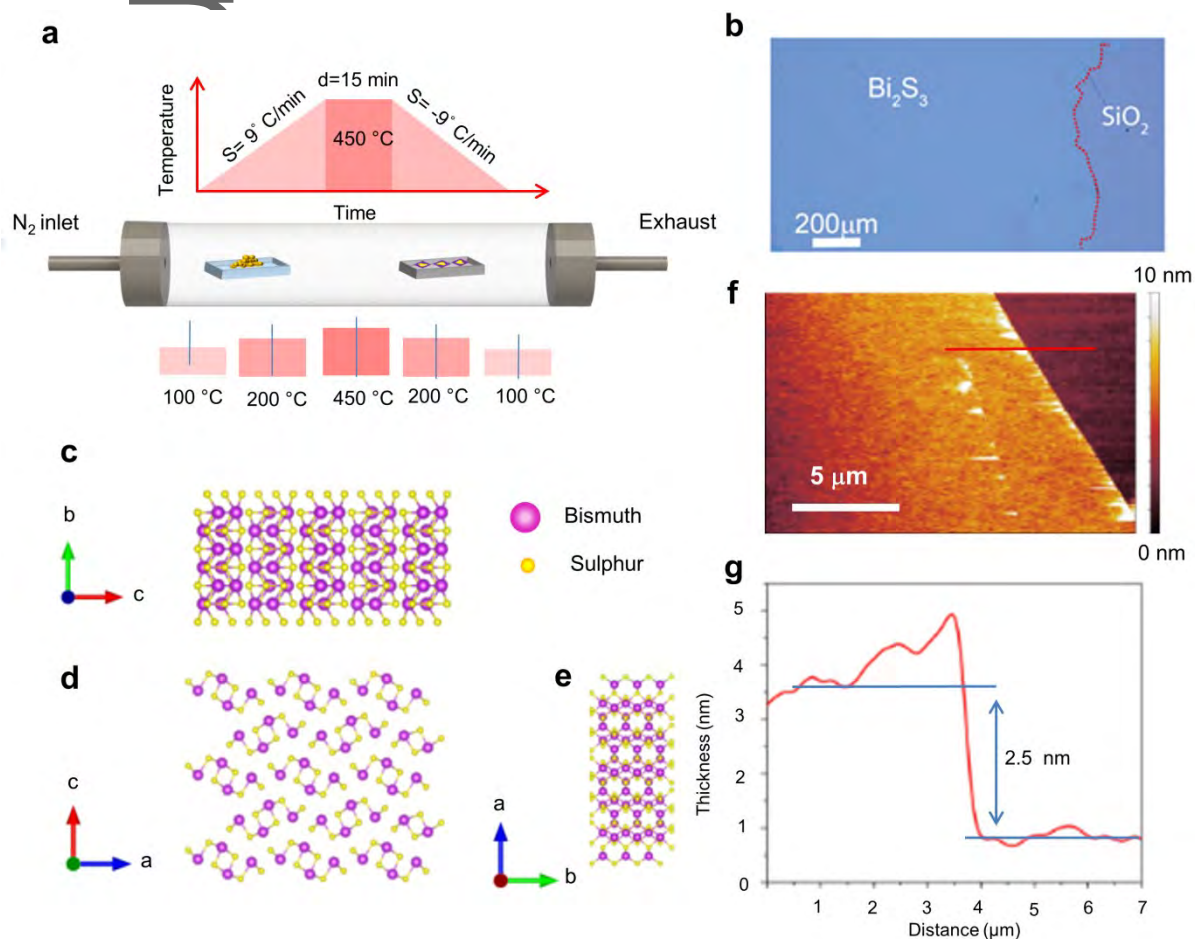 a
d=15 min
S= 9° C/min
S= -9° C/min
450 °C
Temperature
Time
N₂ inlet
Exhaust
100 °C
200 °C
450 °C
200 °C
100 °C
b
Bi₂S₃
SiO₂
200μm
c
b
c
Bismuth
Sulphur
d
c
a
e
a
b
f
10 nm
5 μm
0 nm
g
5
4
3
2
1
0
Thickness (nm)
2.5 nm
1 2 3 4 5 6 7
Distance (μm)